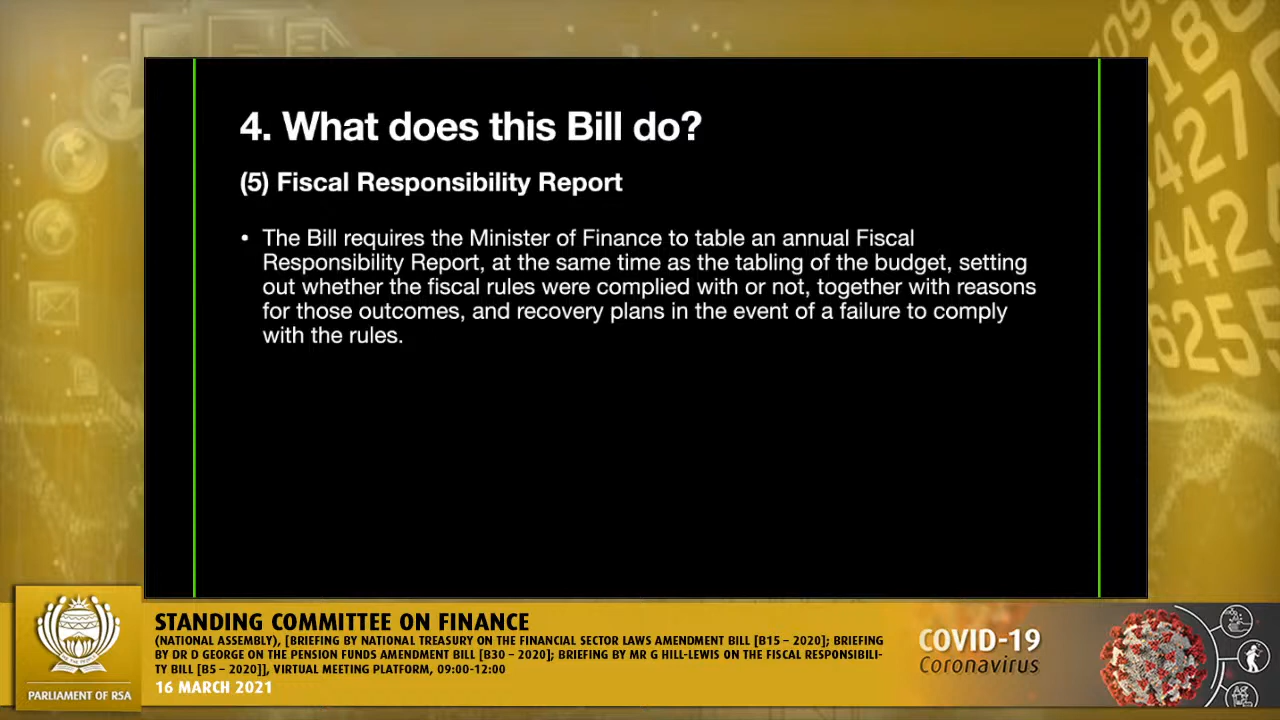 4. What does this Bill do?
(5) Fiscal Responsibility Report
• The Bill requires the Minister of Finance to table an annual Fiscal
Responsibility Report, at the same time as the tabling of the budget, setting
out whether the fiscal rules were complied with or not, together with reasons
for those outcomes, and recovery plans in the event of a failure to comply
with the rules.
STANDING COMMITTEE ON FINANCE
(NATIONAL ASSEMBLY), [BRIEFING BY NATIONAL TREASURY ON THE FINANCIAL SECTOR LAWS AMENDMENT BILL [B15 – 2020]; BRIEFING
BY DR D GEORGE ON THE PENSION FUNDS AMENDMENT BILL [B30 – 2020]; BRIEFING BY MR G HILL-LEWIS ON THE FISCAL RESPONSIBILI-
TY BILL [B5 – 2020]], VIRTUAL MEETING PLATFORM, 09:00-12:00
16 MARCH 2021
PARLIAMENT OF RSA
COVID-19
Coronavirus